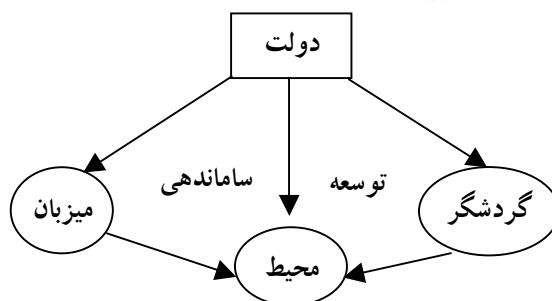 دولت
ساماندهی توسعه
میزبان گردشگر
محیط